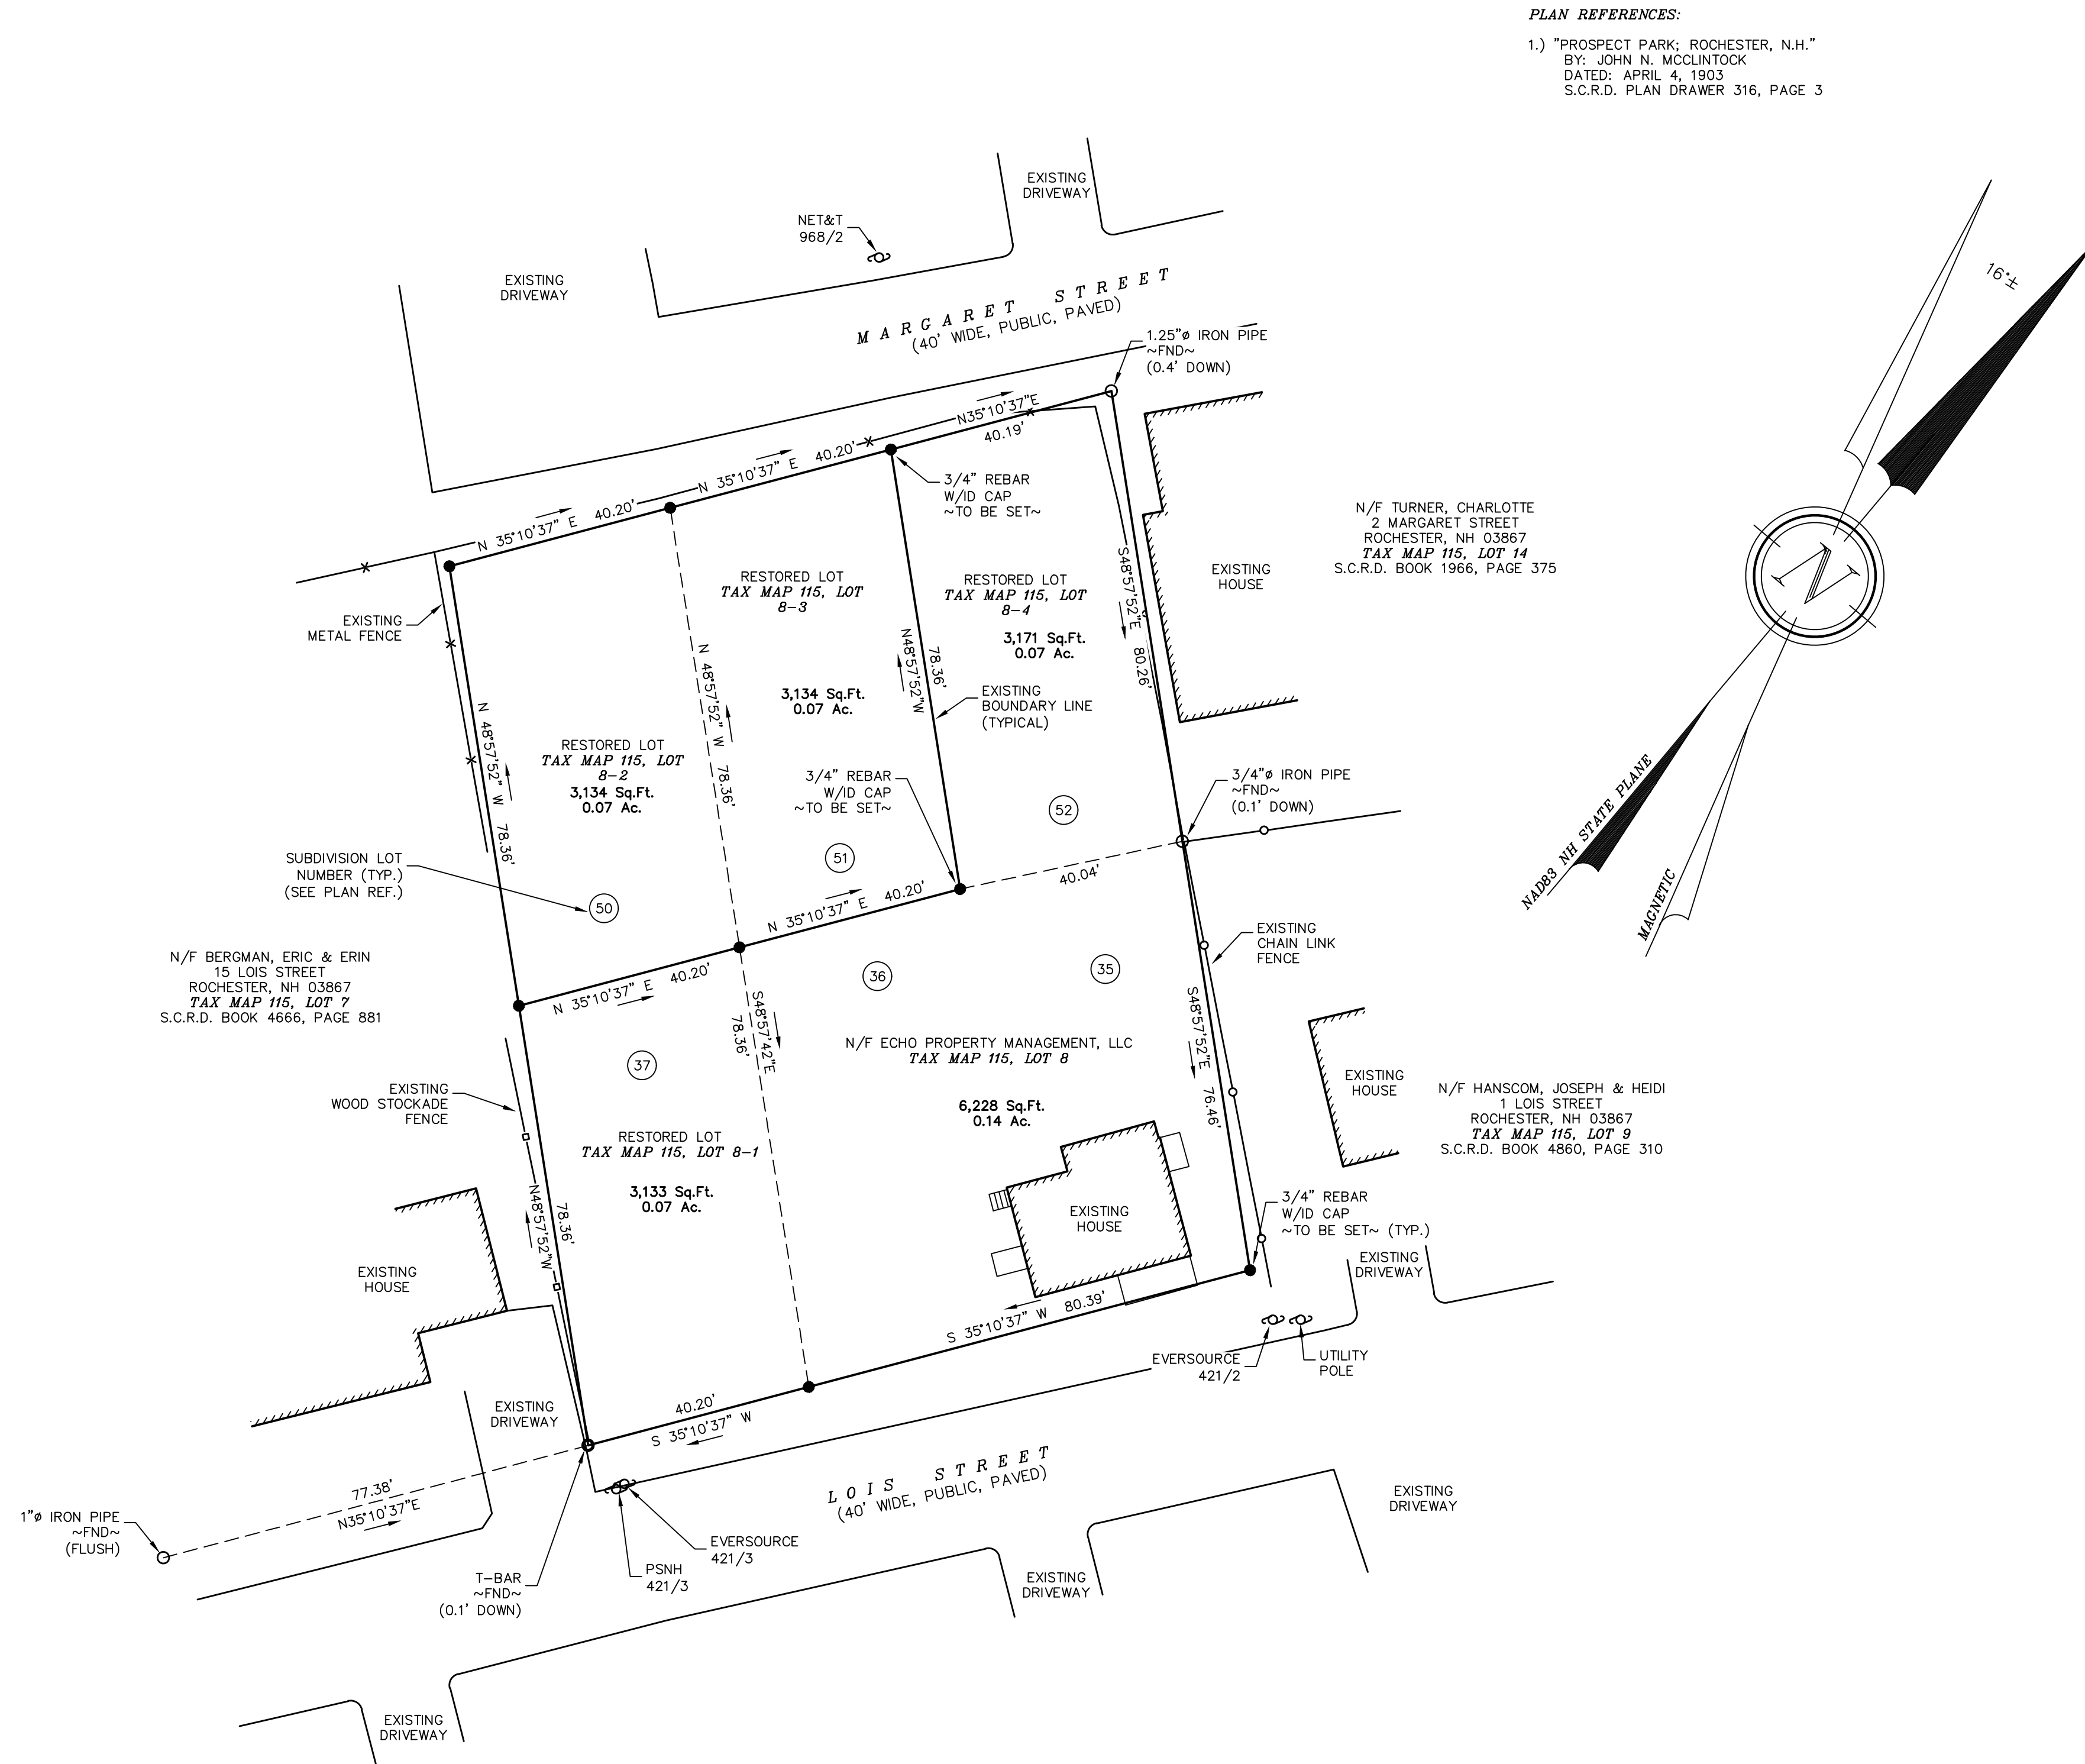 PLAN REFERENCES:
1.) "PROSPECT PARK; ROCHESTER, N.H."
BY: JOHN N. MCCLINTOCK
DATED: APRIL 4, 1903
S.C.R.D. PLAN DRAWER 316, PAGE 3
EXISTING
DRIVEWAY
NET&T
968/2
EXISTING
DRIVEWAY
MARGARET STREET
(40' WIDE, PUBLIC, PAVED)
16°±
1.25"ø IRON PIPE
~FND~
(0.4' DOWN)
N35°10'37"E
40.19'
N 35°10'37" E 40.20'
N 35°10'37" E 40.20'
3/4" REBAR
W/ID CAP
~TO BE SET~
N/F TURNER, CHARLOTTE
2 MARGARET STREET
ROCHESTER, NH 03867
TAX MAP 115, LOT 14
S.C.R.D. BOOK 1966, PAGE 375
EXISTING
HOUSE
N
NAD83 NH STATE PLANE
MAGNETIC
EXISTING
METAL FENCE
RESTORED LOT
TAX MAP 115, LOT
8-3
3,134 Sq.Ft.
0.07 Ac.
RESTORED LOT
TAX MAP 115, LOT
8-4
3,171 Sq.Ft.
0.07 Ac.
S48°57'52"E 80.26'
N48°57'52"W
78.36'
N 48°57'52" W 78.36'
N 48°57'52" W 78.36'
EXISTING
BOUNDARY LINE
(TYPICAL)
RESTORED LOT
TAX MAP 115, LOT
8-2
3,134 Sq.Ft.
0.07 Ac.
3/4" REBAR
W/ID CAP
~TO BE SET~
3/4"ø IRON PIPE
~FND~
(0.1' DOWN)
52
51
50
SUBDIVISION LOT
NUMBER (TYP.)
(SEE PLAN REF.)
40.04'
N 35°10'37" E 40.20'
N 35°10'37" E 40.20'
EXISTING
CHAIN LINK
FENCE
N/F BERGMAN, ERIC & ERIN
15 LOIS STREET
ROCHESTER, NH 03867
TAX MAP 115, LOT 7
S.C.R.D. BOOK 4666, PAGE 881
36
35
37
S48°57'42"E
78.36'
S48°57'52"E 76.46'
N/F ECHO PROPERTY MANAGEMENT, LLC
TAX MAP 115, LOT 8
6,228 Sq.Ft.
0.14 Ac.
EXISTING
WOOD STOCKADE
FENCE
RESTORED LOT
TAX MAP 115, LOT 8-1
3,133 Sq.Ft.
0.07 Ac.
N48°57'52"W
78.36'
EXISTING
HOUSE
N/F HANSCOM, JOSEPH & HEIDI
1 LOIS STREET
ROCHESTER, NH 03867
TAX MAP 115, LOT 9
S.C.R.D. BOOK 4860, PAGE 310
EXISTING
HOUSE
3/4" REBAR
W/ID CAP
~TO BE SET~ (TYP.)
EXISTING
DRIVEWAY
EXISTING
HOUSE
S 35°10'37" W 80.39'
EVERSOURCE
421/2
UTILITY
POLE
EXISTING
DRIVEWAY
40.20'
S 35°10'37" W
LOIS STREET
(40' WIDE, PUBLIC, PAVED)
77.38'
N35°10'37"E
1"ø IRON PIPE
~FND~
(FLUSH)
EXISTING
DRIVEWAY
EVERSOURCE
421/3
PSNH
421/3
T-BAR
~FND~
(0.1' DOWN)
EXISTING
DRIVEWAY
EXISTING
DRIVEWAY